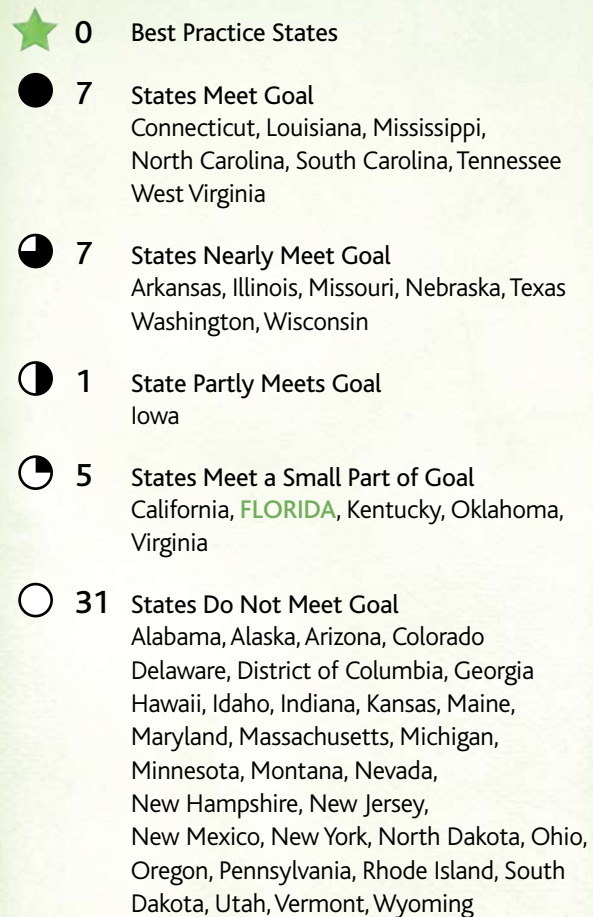 0 Best Practice States
7 States Meet Goal
Connecticut, Louisiana, Mississippi,
North Carolina, South Carolina, Tennessee
West Virginia
7 States Nearly Meet Goal
Arkansas, Illinois, Missouri, Nebraska, Texas
Washington, Wisconsin
1 State Partly Meets Goal
Iowa
5 States Meet a Small Part of Goal
California, FLORIDA, Kentucky, Oklahoma,
Virginia
31 States Do Not Meet Goal
Alabama, Alaska, Arizona, Colorado
Delaware, District of Columbia, Georgia
Hawaii, Idaho, Indiana, Kansas, Maine,
Maryland, Massachusetts, Michigan,
Minnesota, Montana, Nevada,
New Hampshire, New Jersey,
New Mexico, New York, North Dakota, Ohio,
Oregon, Pennsylvania, Rhode Island, South
Dakota, Utah, Vermont, Wyoming